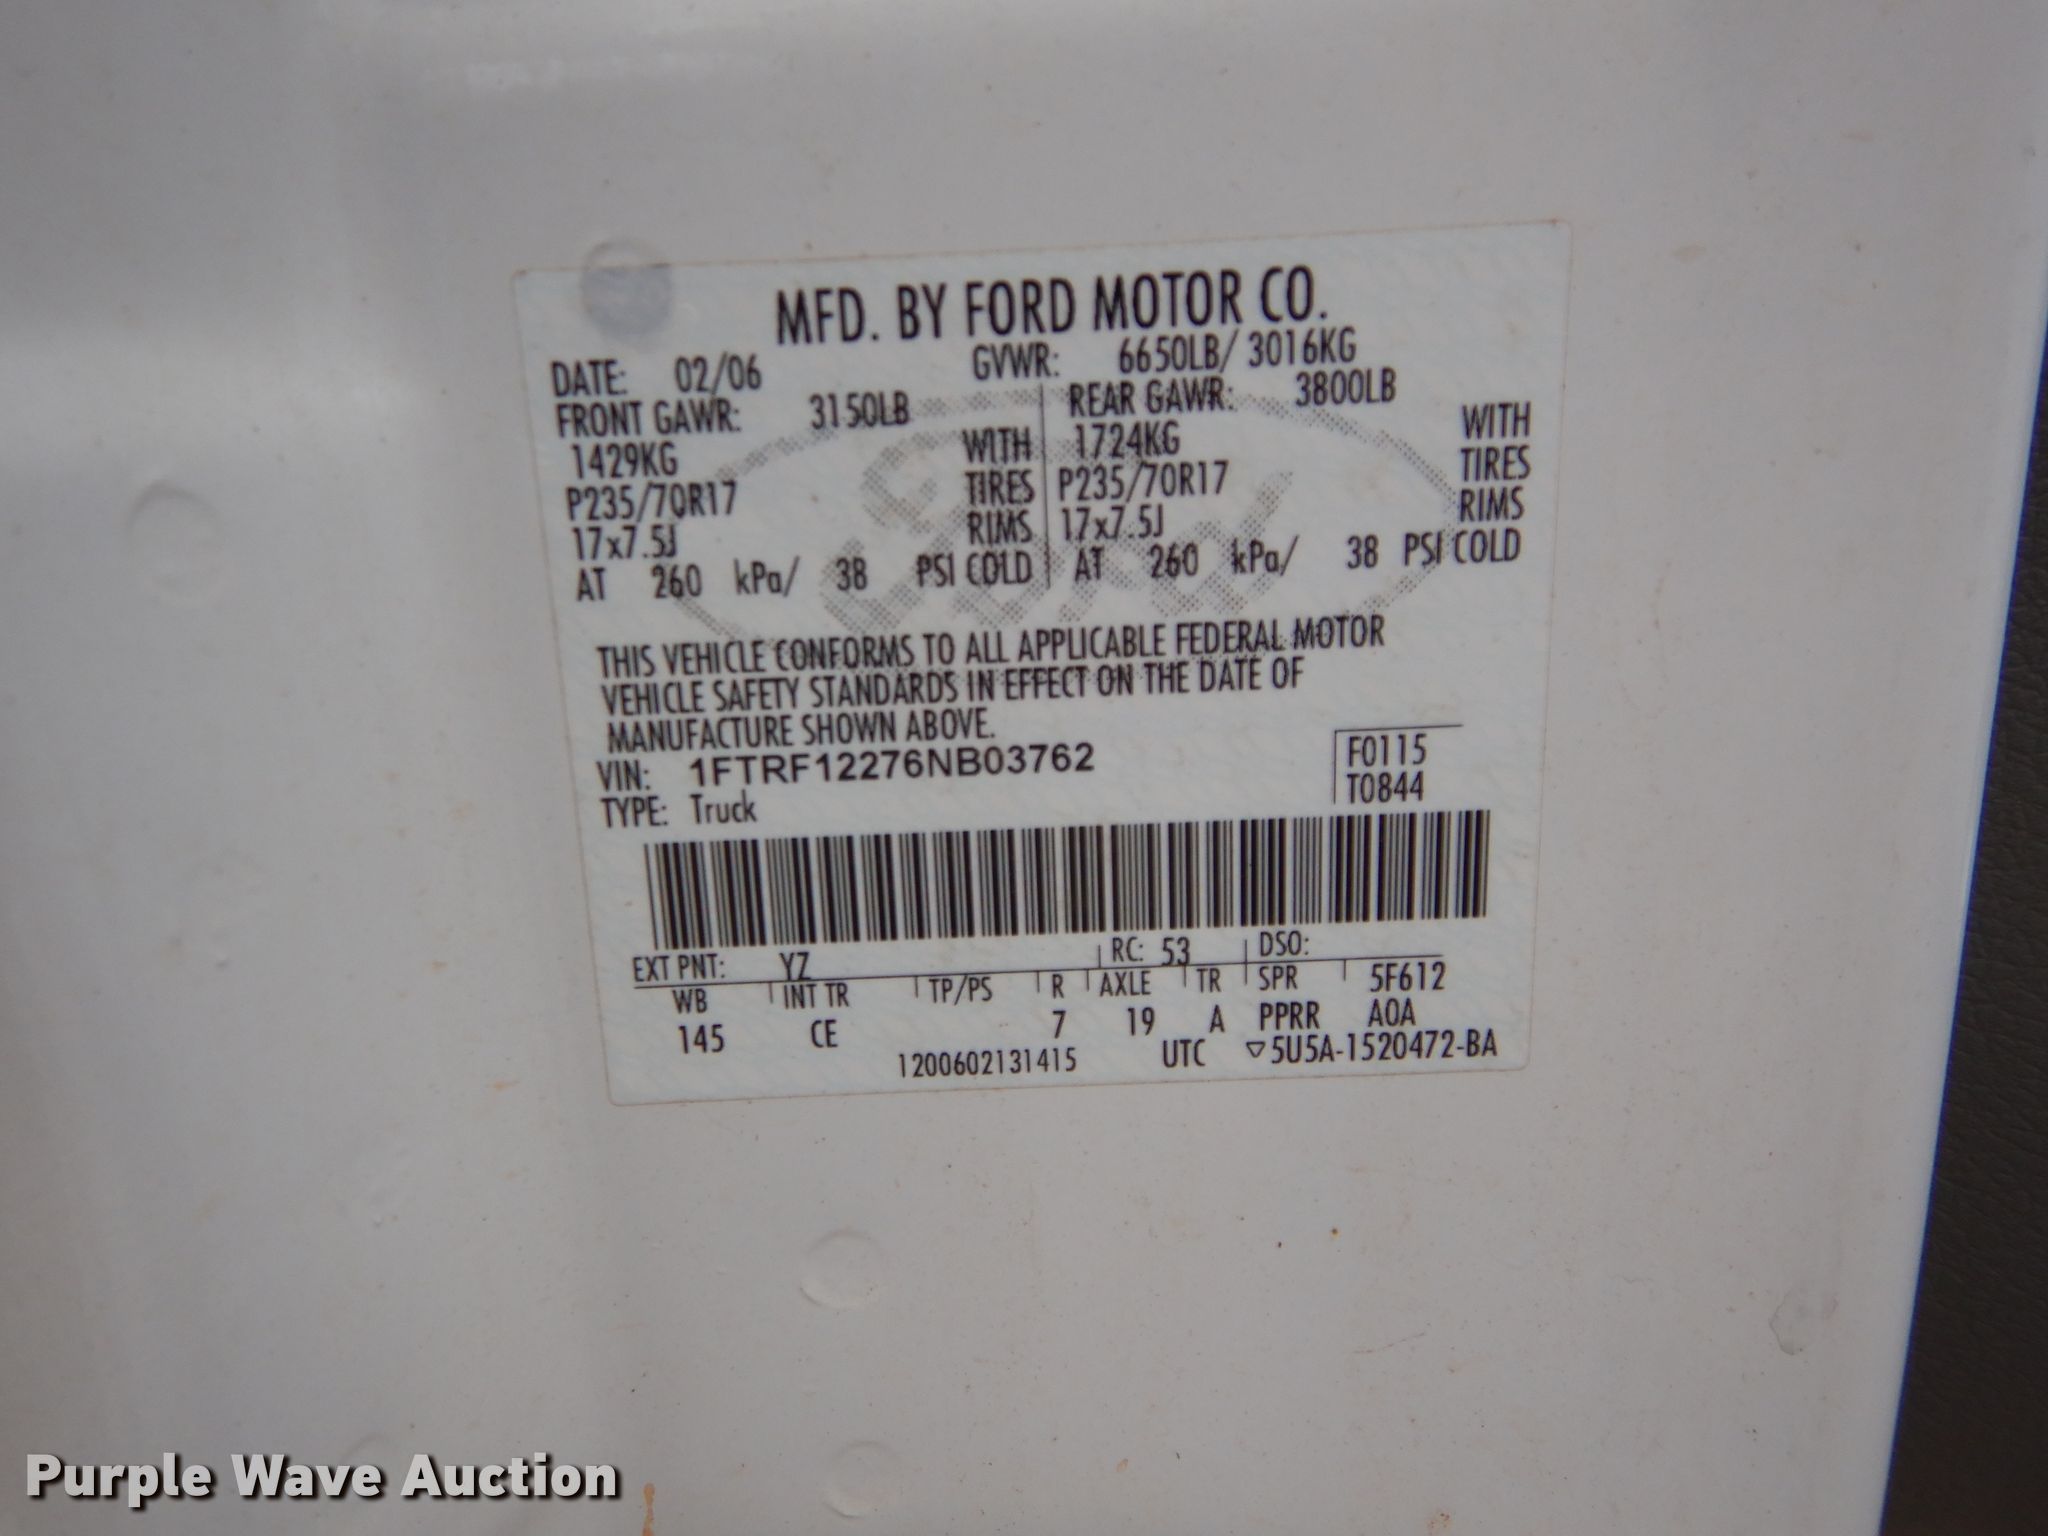 MFD. BY FORD MOTOR CO.
DATE: 02/06 GVWR: 6650LB/ 3016KG
FRONT GAWR: 3150LB REAR GAWR: 3800LB
1429KG WITH 1724KG WITH
P235/70R17 TIRES P235/70R17 TIRES
17x7.5J RIMS 17x7.5J RIMS
AT 260 kPa/ 38 PSI COLD AT 260 kPa/ 38 PSI COLD
THIS VEHICLE CONFORMS TO ALL APPLICABLE FEDERAL MOTOR
VEHICLE SAFETY STANDARDS IN EFFECT ON THE DATE OF
MANUFACTURE SHOWN ABOVE.
VIN: 1FTRF12276NB03762 F0115
TYPE: Truck T0844
EXT PNT: YZ RC: 53 DSO:
WB INT TR TP/PS R AXLE TR SPR 5F612
145 CE 7 19 A PPRR A0A
1200602131415 UTC ▽5U5A-1520472-BA
Ford
Purple Wave Auction